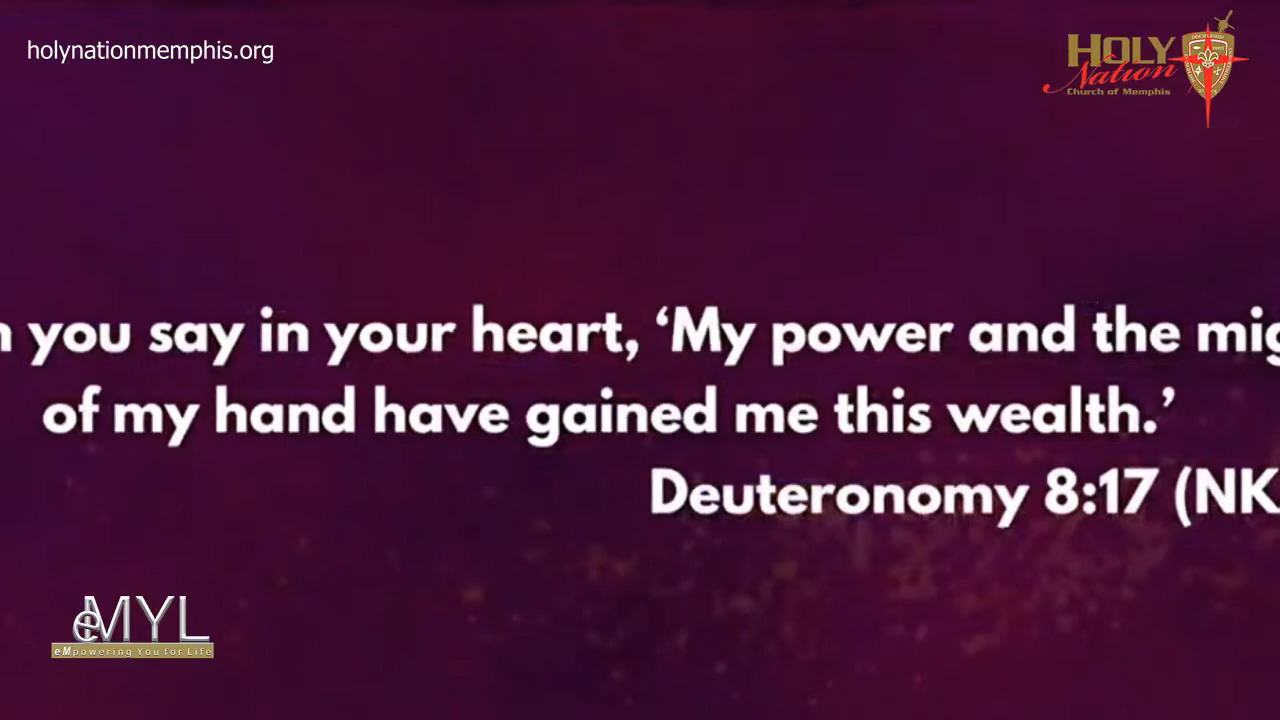 holynationmemphis.org
HOLY
Nation
Church of Memphis
you say in your heart, ‘My power and the mig
of my hand have gained me this wealth.’
Deuteronomy 8:17 (NK
eMYL
eMpowering You for Life